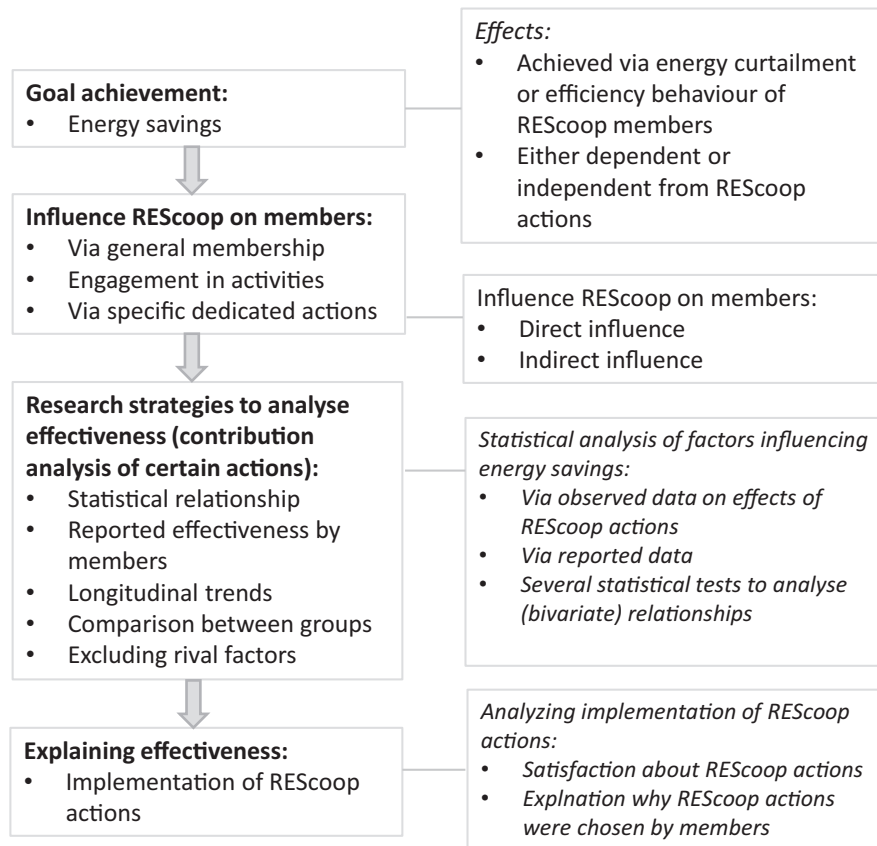 Goal achievement:
• Energy savings
Effects:
• Achieved via energy curtailment
or efficiency behaviour of
REScoop members
• Either dependent or
independent from REScoop
actions
Influence REScoop on members:
• Via general membership
• Engagement in activities
• Via specific dedicated actions
Influence REScoop on members:
• Direct influence
• Indirect influence
Research strategies to analyse
effectiveness (contribution
analysis of certain actions):
• Statistical relationship
• Reported effectiveness by
members
• Longitudinal trends
• Comparison between groups
• Excluding rival factors
Statistical analysis of factors influencing
energy savings:
• Via observed data on effects of
REScoop actions
• Via reported data
• Several statistical tests to analyse
(bivariate) relationships
Explaining effectiveness:
• Implementation of REScoop
actions
Analyzing implementation of REScoop
actions:
• Satisfaction about REScoop actions
• Explnation why REScoop actions
were chosen by members